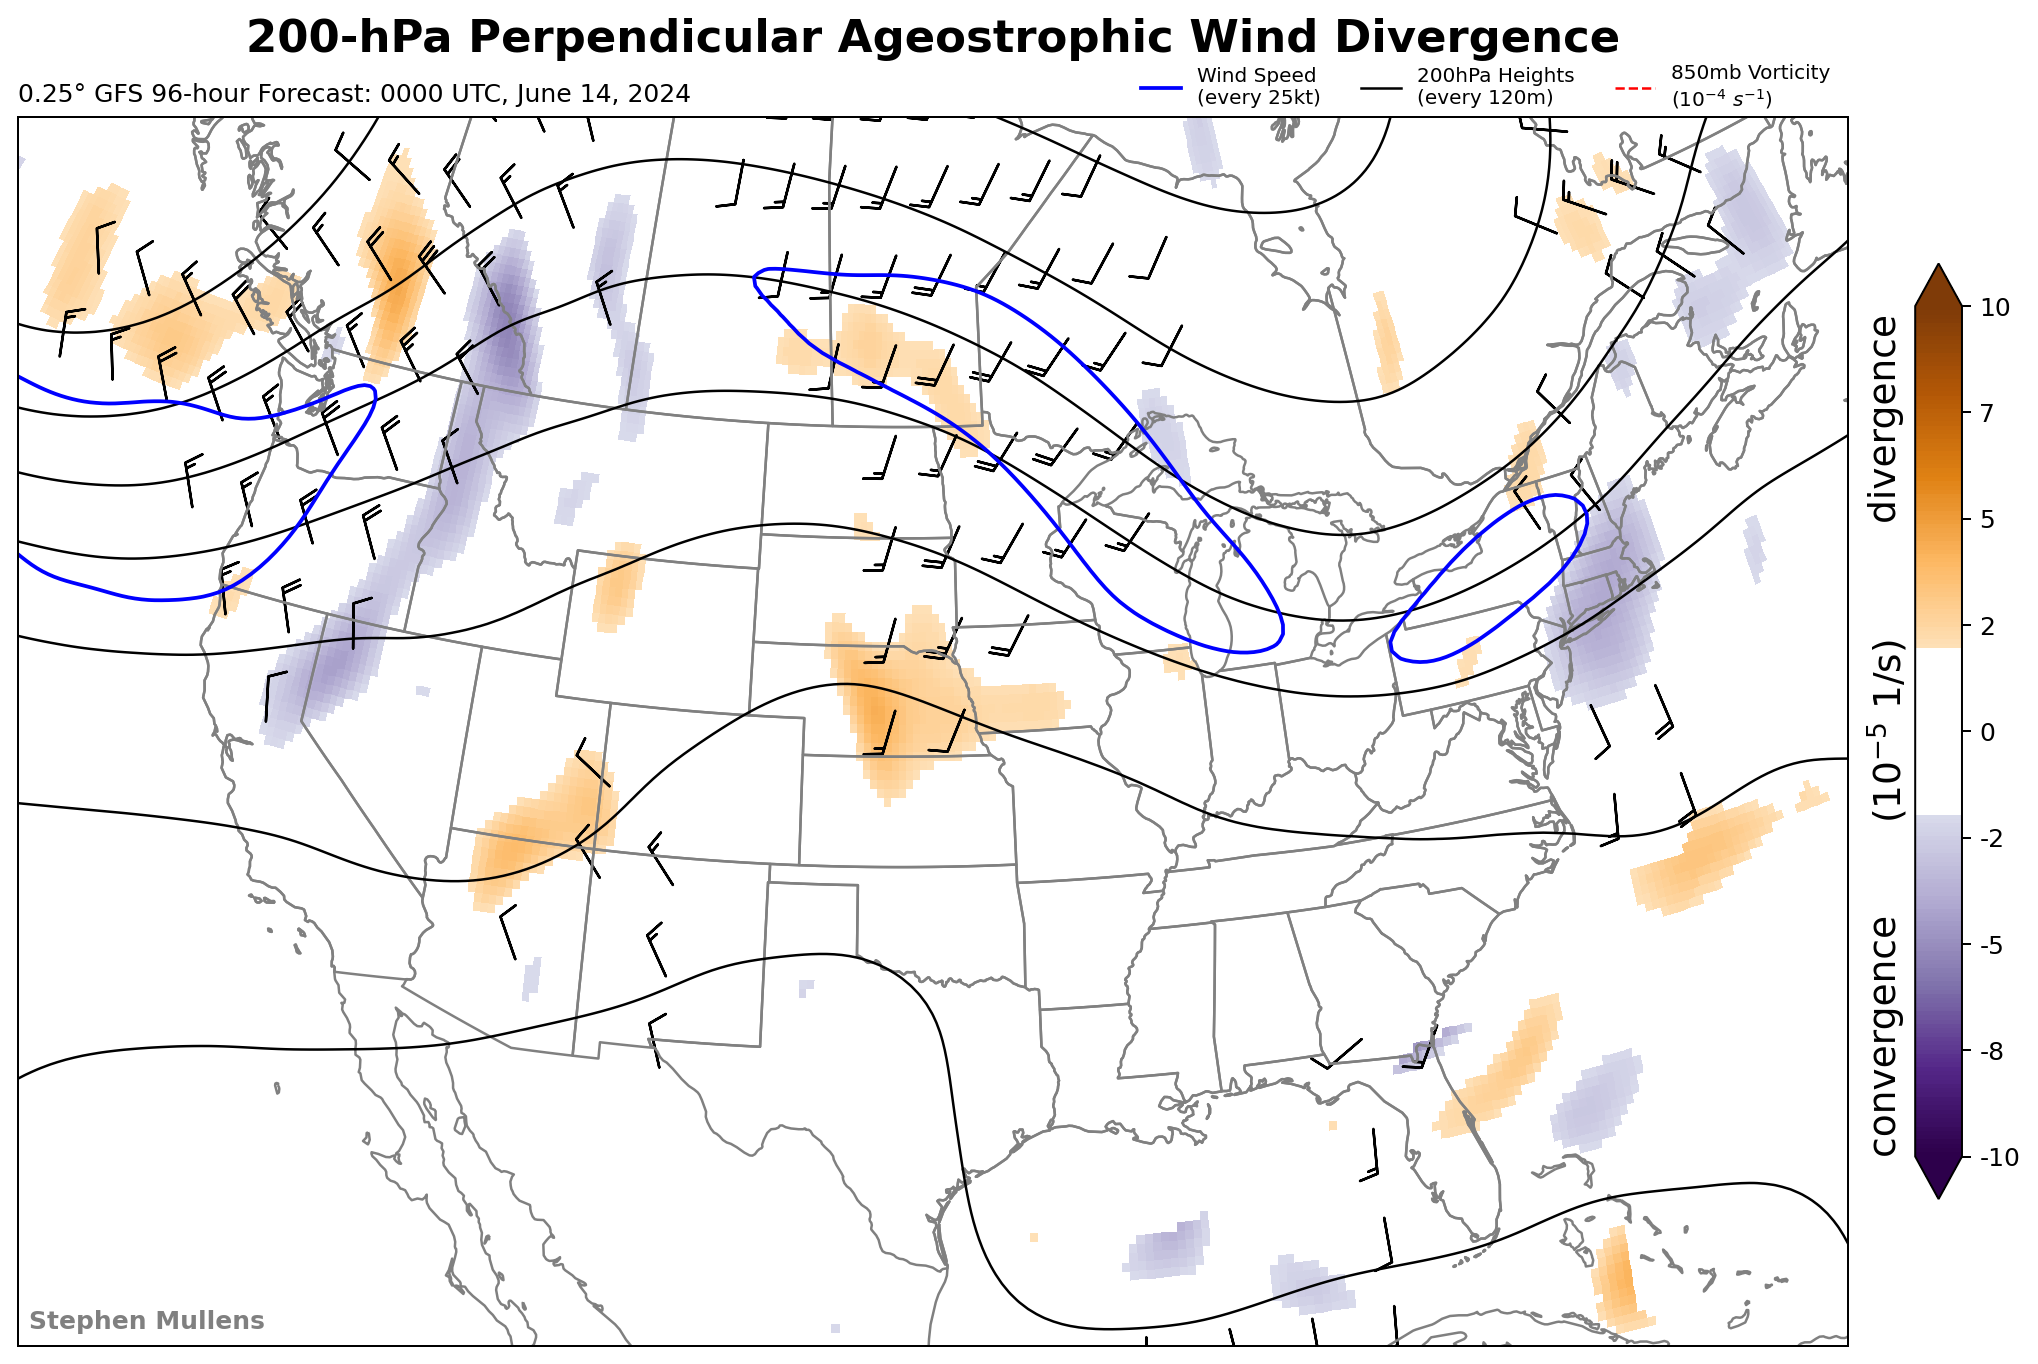 200-hPa Perpendicular Ageostrophic Wind Divergence
0.25° GFS 96-hour Forecast: 0000 UTC, June 14, 2024
Wind Speed
(every 25kt)
200hPa Heights
(every 120m)
850mb Vorticity
(10⁻⁴ s⁻¹)
10
7
5
2
0
-2
-5
-8
-10
convergence (10⁻⁵ 1/s) divergence
Stephen Mullens